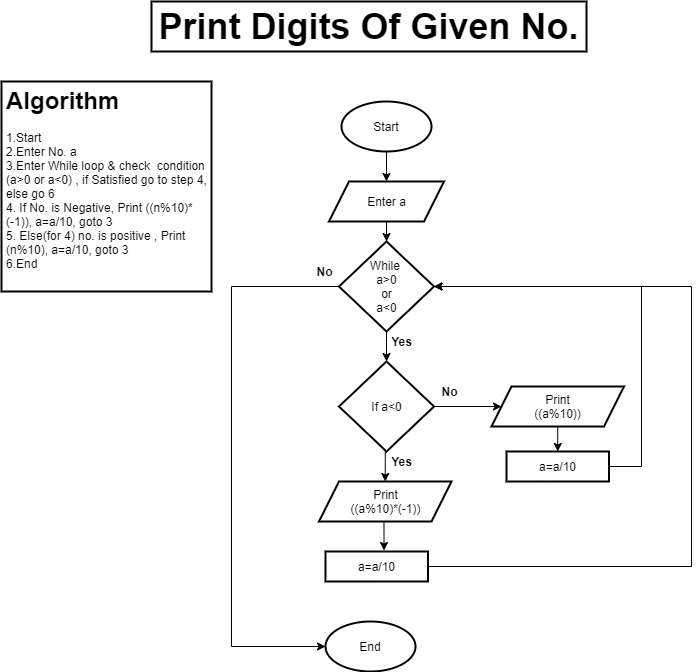 Print Digits Of Given No.
Algorithm
1.Start
2.Enter No. a
3.Enter While loop & check condition
(a>0 or a<0) , if Satisfied go to step 4,
else go 6
4. If No. is Negative, Print ((n%10)*
(-1)), a=a/10, goto 3
5. Else(for 4) no. is positive , Print
(n%10), a=a/10, goto 3
6.End
Start
Enter a
While
a>0
or
a<0
No
Yes
If a<0
No
Print
((a%10))
a=a/10
Yes
Print
((a%10)*(-1))
a=a/10
End